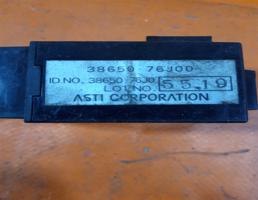 38650-76J00
ID.NO. 38650-76J0
LOT.NO. 55.19
ASTI CORPORATION